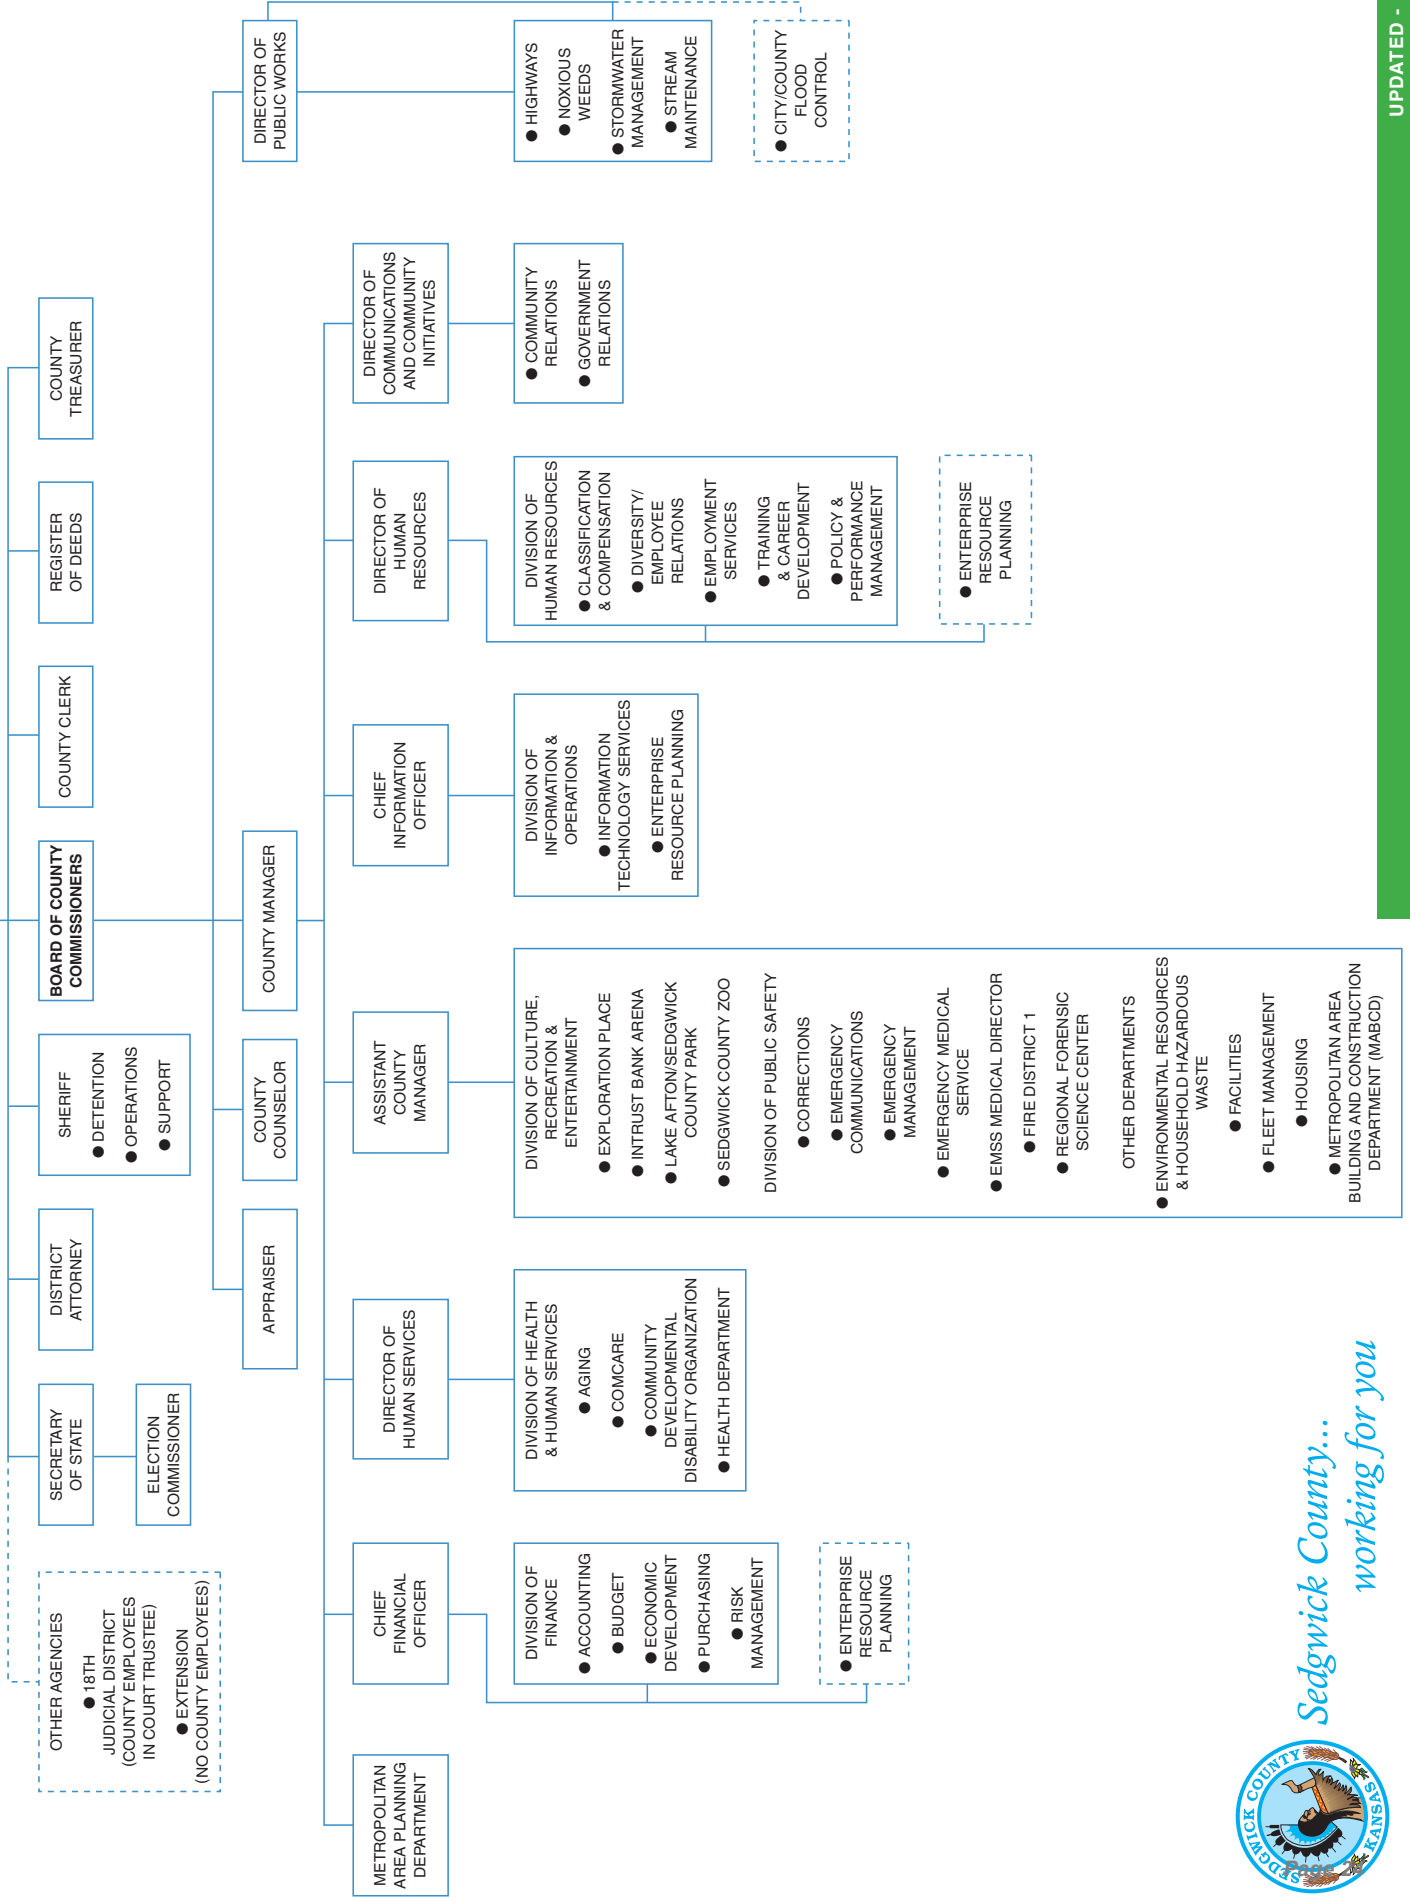 OTHER AGENCIES
● 18TH
JUDICIAL DISTRICT
(COUNTY EMPLOYEES
IN COURT TRUSTEE)
● EXTENSION
(NO COUNTY EMPLOYEES)
SECRETARY
OF STATE
ELECTION
COMMISSIONER
DISTRICT
ATTORNEY
SHERIFF
● DETENTION
● OPERATIONS
● SUPPORT
BOARD OF COUNTY
COMMISSIONERS
COUNTY CLERK
REGISTER
OF DEEDS
COUNTY
TREASURER
APPRAISER
COUNTY
COUNSELOR
COUNTY MANAGER
DIRECTOR OF
PUBLIC WORKS
METROPOLITAN
AREA PLANNING
DEPARTMENT
CHIEF
FINANCIAL
OFFICER
DIRECTOR OF
HUMAN SERVICES
ASSISTANT
COUNTY
MANAGER
CHIEF
INFORMATION
OFFICER
DIRECTOR OF
HUMAN
RESOURCES
DIRECTOR OF
COMMUNICATIONS
AND COMMUNITY
INITIATIVES
DIVISION OF
FINANCE
● ACCOUNTING
● BUDGET
● ECONOMIC
DEVELOPMENT
● PURCHASING
● RISK
MANAGEMENT
● ENTERPRISE
RESOURCE
PLANNING
DIVISION OF HEALTH
& HUMAN SERVICES
● AGING
● COMCARE
● COMMUNITY
DEVELOPMENTAL
DISABILITY ORGANIZATION
● HEALTH DEPARTMENT
DIVISION OF CULTURE,
RECREATION &
ENTERTAINMENT
● EXPLORATION PLACE
● INTRUST BANK ARENA
● LAKE AFTON/SEDGWICK
COUNTY PARK
● SEDGWICK COUNTY ZOO
DIVISION OF PUBLIC SAFETY
● CORRECTIONS
● EMERGENCY
COMMUNICATIONS
● EMERGENCY
MANAGEMENT
● EMERGENCY MEDICAL
SERVICE
● EMSS MEDICAL DIRECTOR
● FIRE DISTRICT 1
● REGIONAL FORENSIC
SCIENCE CENTER
OTHER DEPARTMENTS
● ENVIRONMENTAL RESOURCES
& HOUSEHOLD HAZARDOUS
WASTE
● FACILITIES
● FLEET MANAGEMENT
● HOUSING
● METROPOLITAN AREA
BUILDING AND CONSTRUCTION
DEPARTMENT (MABCD)
DIVISION OF
INFORMATION &
OPERATIONS
● INFORMATION
TECHNOLOGY SERVICES
● ENTERPRISE
RESOURCE PLANNING
DIVISION OF
HUMAN RESOURCES
● CLASSIFICATION
& COMPENSATION
● DIVERSITY/
EMPLOYEE
RELATIONS
● EMPLOYMENT
SERVICES
● TRAINING
& CAREER
DEVELOPMENT
● POLICY &
PERFORMANCE
MANAGEMENT
● ENTERPRISE
RESOURCE
PLANNING
● COMMUNITY
RELATIONS
● GOVERNMENT
RELATIONS
● HIGHWAYS
● NOXIOUS
WEEDS
● STORMWATER
MANAGEMENT
● STREAM
MAINTENANCE
● CITY/COUNTY
FLOOD
CONTROL
SEDGWICK COUNTY
KANSAS
Page
Sedgwick County...
working for you
UPDATED -